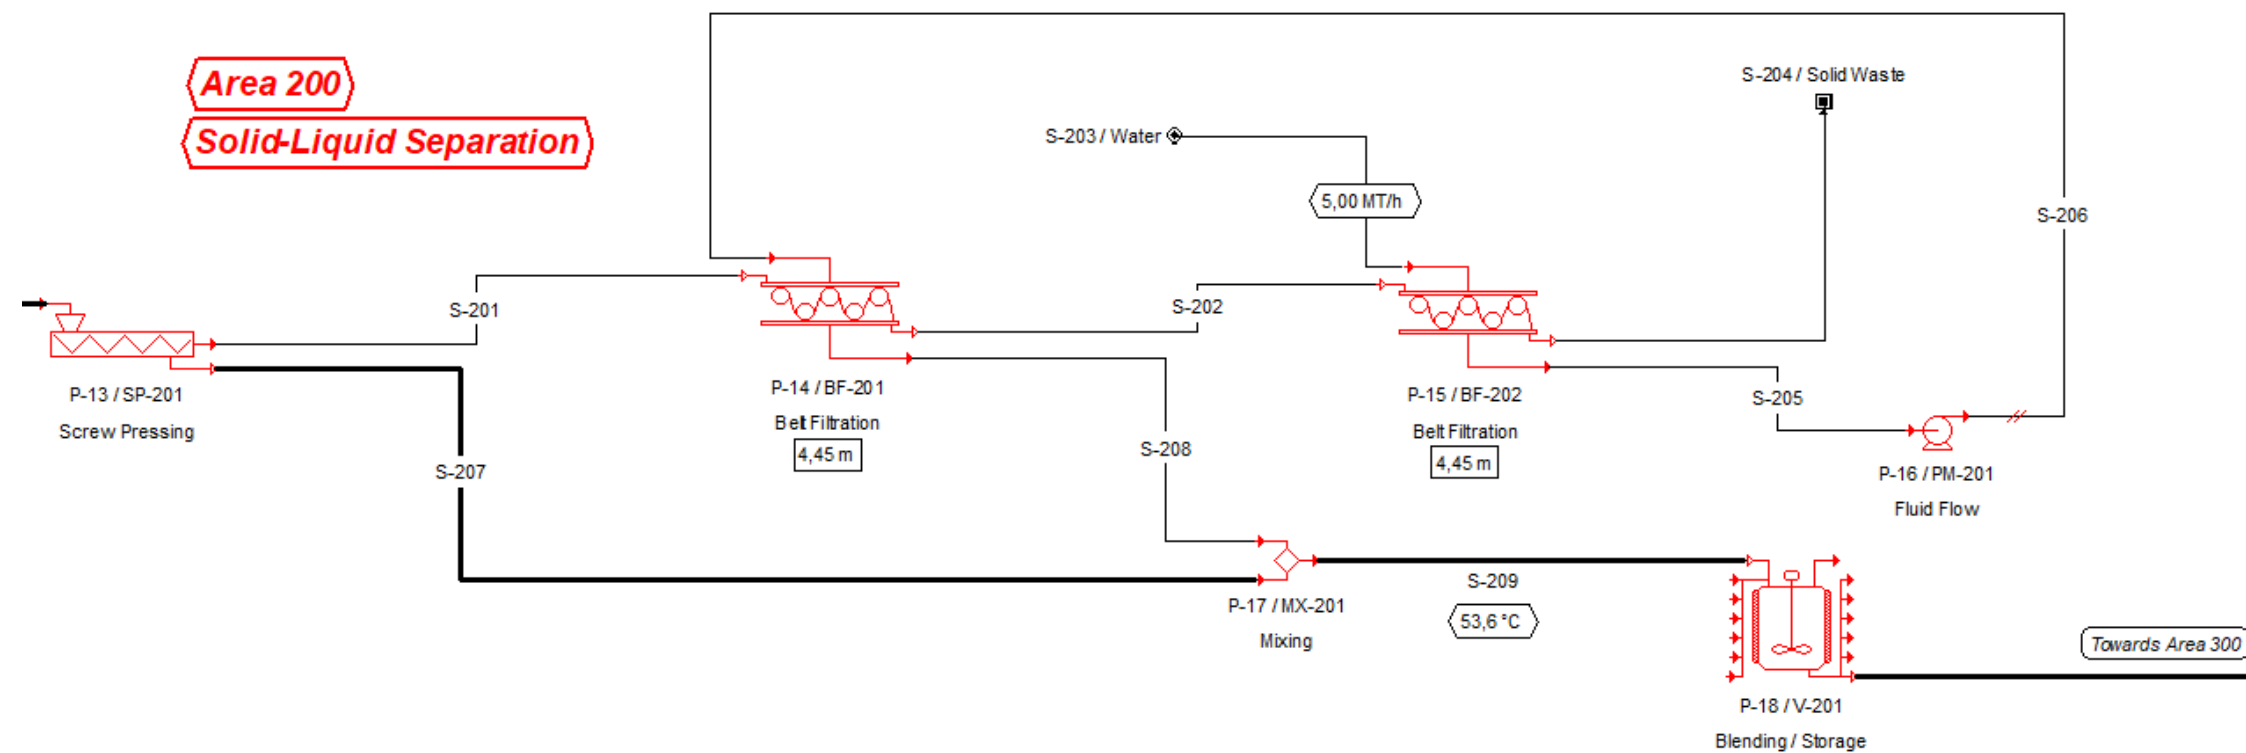 Area 200
Solid-Liquid Separation
S-204 / Solid Waste
S-203 / Water
5,00 MT/h
S-206
S-201
S-202
P-13 / SP-201
Screw Pressing
P-14 / BF-201
Belt Filtration
4,45 m
P-15 / BF-202
Belt Filtration
4,45 m
S-205
S-207
S-208
P-16 / PM-201
Fluid Flow
S-209
53,6 °C
P-17 / MX-201
Mixing
Towards Area 300
P-18 / V-201
Blending / Storage